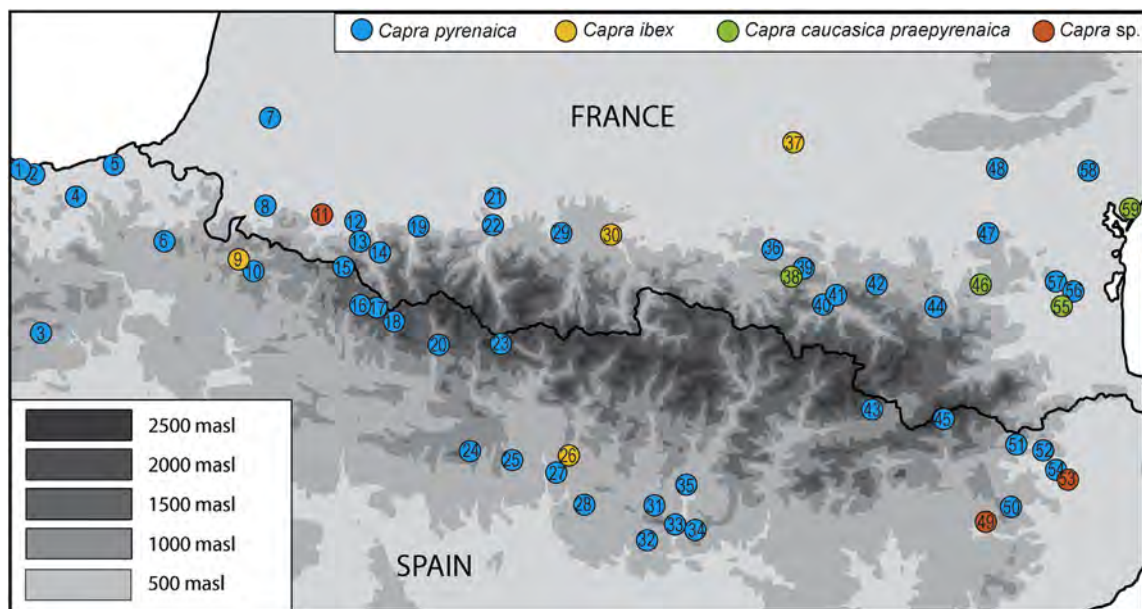 Capra pyrenaica Capra ibex Capra caucasica praepyrenaica Capra sp.
FRANCE
7
37
1 2 5
48 58
4
21
59
8 11 12 19 22 29 30
6 13 14
36 47
9 10 15
38 39 57 56
40 41 42 46
16 17 18
44 55
3
20 23
43 45
2500 masl
24 25 26 27
51 52
2000 masl
35 54 53
1500 masl
28 31 50
33 34 49
32
1000 masl
SPAIN
500 masl